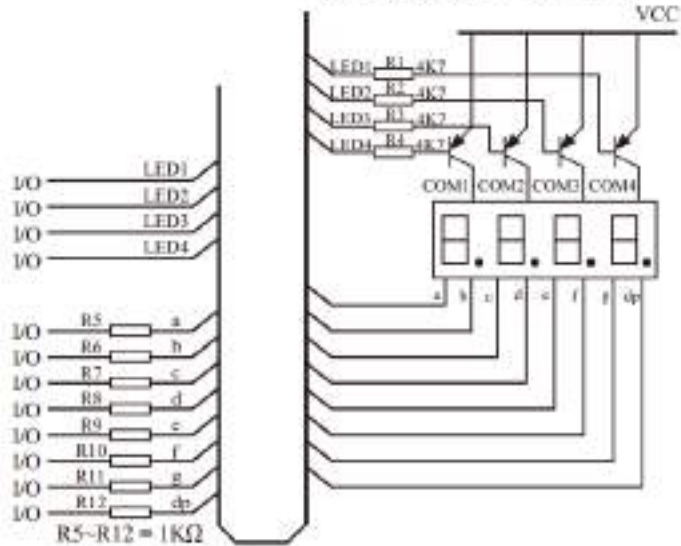 VCC
LED1 R1 4K7
LED2 R2 4K7
LED3 R3 4K7
LED4 R4 4K7
COM1 COM2 COM3 COM4
I/O LED1
I/O LED2
I/O LED3
I/O LED4
a b c d e f g dp
I/O R5 a
I/O R6 b
I/O R7 c
I/O R8 d
I/O R9 e
I/O R10 f
I/O R11 g
I/O R12 dp
R5~R12 = 1KΩ